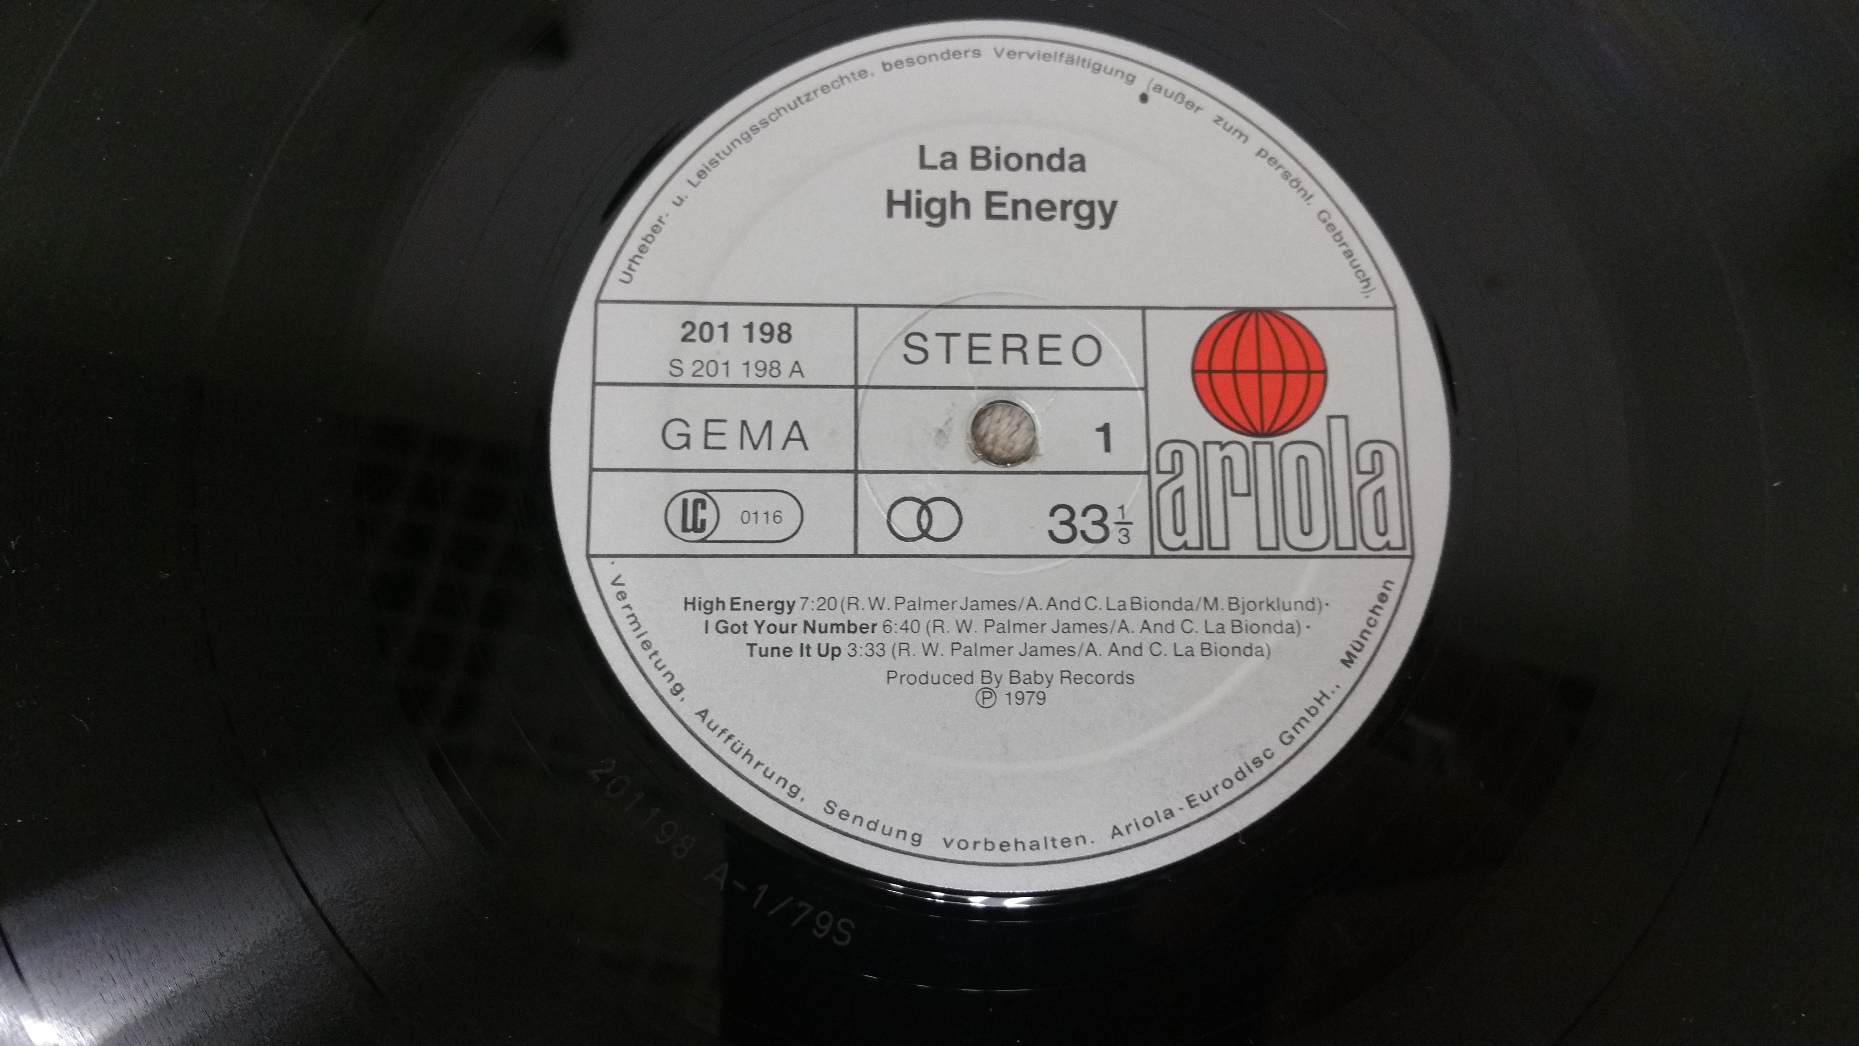 Urheber- u. Leistungsschutzrechte, besonders Vervielfältigung (außer zum persönl. Gebrauch),
La Bionda
High Energy
201 198
S 201 198 A
STEREO
GEMA
1
LC 0116
33 1/3
ariola
High Energy 7:20 (R. W. Palmer James/A. And C. La Bionda/M. Bjorklund)·
I Got Your Number 6:40 (R. W. Palmer James/A. And C. La Bionda)·
Tune It Up 3:33 (R. W. Palmer James/A. And C. La Bionda)
Produced By Baby Records
Ⓟ 1979
Vermietung, Aufführung, Sendung vorbehalten. Ariola-Eurodisc GmbH., München
201198 A-1/79S